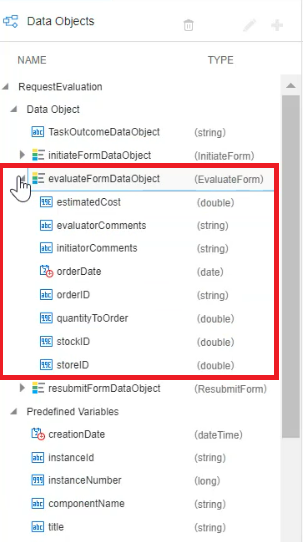 Data Objects
NAME TYPE
RequestEvaluation
Data Object
abc TaskOutcomeDataObject (string)
initiateFormDataObject (InitiateForm)
evaluateFormDataObject (EvaluateForm)
estimatedCost (double)
abc evaluatorComments (string)
abc initiatorComments (string)
orderDate (date)
abc orderID (string)
quantityToOrder (double)
stockID (double)
storeID (double)
resubmitFormDataObject (ResubmitForm)
Predefined Variables
creationDate (dateTime)
abc instanceId (string)
instanceNumber (long)
abc componentName (string)
abc title (string)